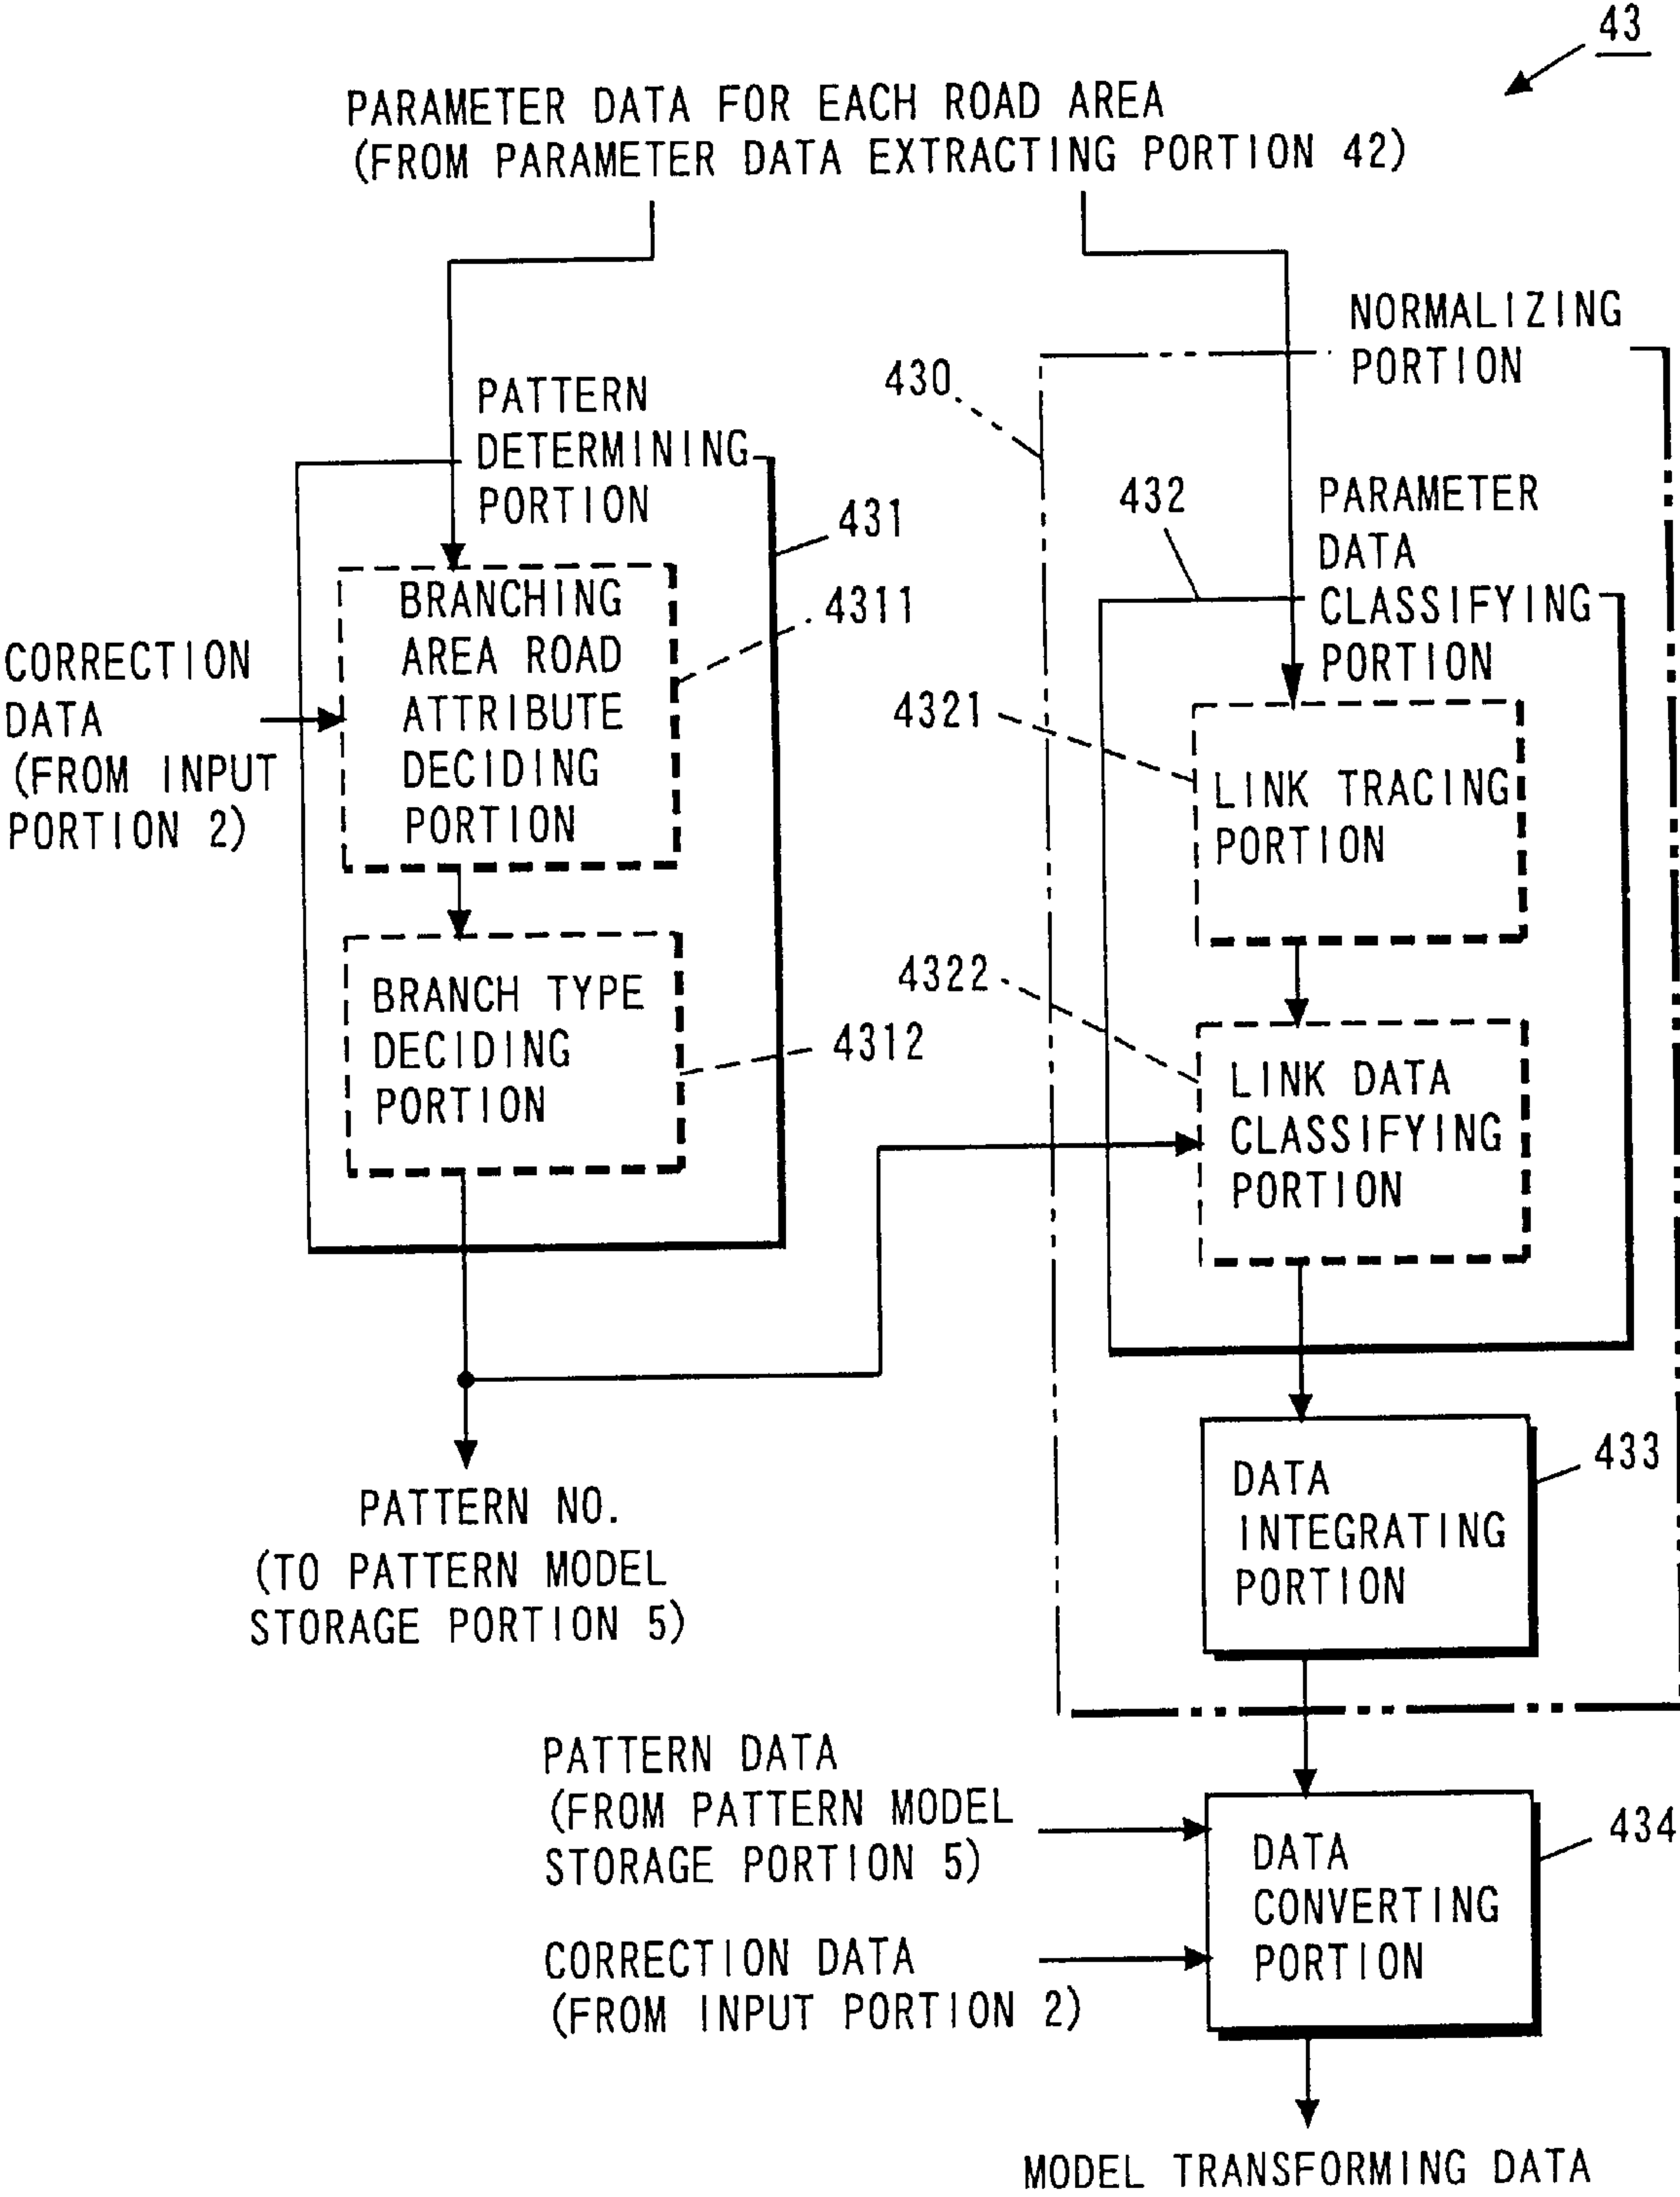 43
PARAMETER DATA FOR EACH ROAD AREA
(FROM PARAMETER DATA EXTRACTING PORTION 42)
NORMALIZING
PORTION
430
PATTERN
DETERMINING
PORTION
431
432
PARAMETER
DATA
CLASSIFYING
PORTION
BRANCHING
AREA ROAD
ATTRIBUTE
DECIDING
PORTION
4311
CORRECTION
DATA
(FROM INPUT
PORTION 2)
4321
LINK TRACING
PORTION
BRANCH TYPE
DECIDING
PORTION
4312
4322
LINK DATA
CLASSIFYING
PORTION
433
DATA
INTEGRATING
PORTION
PATTERN NO.
(TO PATTERN MODEL
STORAGE PORTION 5)
PATTERN DATA
(FROM PATTERN MODEL
STORAGE PORTION 5)
434
DATA
CONVERTING
PORTION
CORRECTION DATA
(FROM INPUT PORTION 2)
MODEL TRANSFORMING DATA